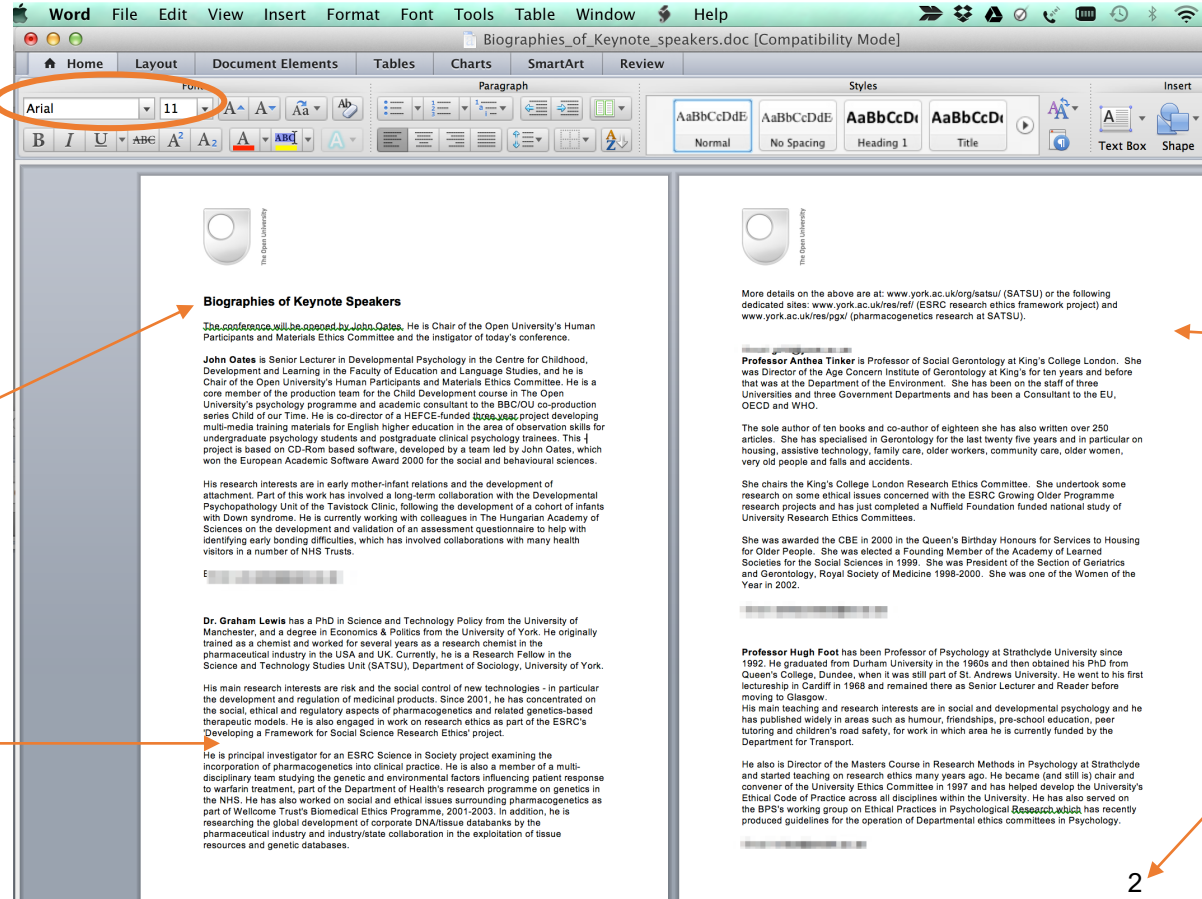 Word File Edit View Insert Format Font Tools Table Window Help
Biographies_of_Keynote_speakers.doc [Compatibility Mode]
Home Layout Document Elements Tables Charts SmartArt Review
Font Paragraph Styles Insert
Arial 11 A A Aa Ab
AaBbCcDdE AaBbCcDdE AaBbCcDc AaBbCcDc
B I U ABC A2 A2 A ABC A
Normal No Spacing Heading 1 Title Text Box Shape
The Open University
Biographies of Keynote Speakers
The conference will be opened by John Oates. He is Chair of the Open University's Human
Participants and Materials Ethics Committee and the instigator of today's conference.
John Oates is Senior Lecturer in Developmental Psychology in the Centre for Childhood,
Development and Learning in the Faculty of Education and Language Studies, and he is
Chair of the Open University's Human Participants and Materials Ethics Committee. He is a
core member of the production team for the Child Development course in The Open
University's psychology programme and academic consultant to the BBC/OU co-production
series Child of our Time. He is co-director of a HEFCE-funded three year project developing
multi-media training materials for English higher education in the area of observation skills for
undergraduate psychology students and postgraduate clinical psychology trainees. This -
project is based on CD-Rom based software, developed by a team led by John Oates, which
won the European Academic Software Award 2000 for the social and behavioural sciences.
His research interests are in early mother-infant relations and the development of
attachment. Part of this work has involved a long-term collaboration with the Developmental
Psychopathology Unit of the Tavistock Clinic, following the development of a cohort of infants
with Down syndrome. He is currently working with colleagues in The Hungarian Academy of
Sciences on the development and validation of an assessment questionnaire to help with
identifying early bonding difficulties, which has involved collaborations with many health
visitors in a number of NHS Trusts.
Dr. Graham Lewis has a PhD in Science and Technology Policy from the University of
Manchester, and a degree in Economics & Politics from the University of York. He originally
trained as a chemist and worked for several years as a research chemist in the
pharmaceutical industry in the USA and UK. Currently, he is a Research Fellow in the
Science and Technology Studies Unit (SATSU), Department of Sociology, University of York.
His main research interests are risk and the social control of new technologies - in particular
the development and regulation of medicinal products. Since 2001, he has concentrated on
the social, ethical and regulatory aspects of pharmacogenetics and related genetics-based
therapeutic models. He is also engaged in work on research ethics as part of the ESRC's
'Developing a Framework for Social Science Research Ethics' project.
He is principal investigator for an ESRC Science in Society project examining the
incorporation of pharmacogenetics into clinical practice. He is also a member of a multi-
disciplinary team studying the genetic and environmental factors influencing patient response
to warfarin treatment, part of the Department of Health's research programme on genetics in
the NHS. He has also worked on social and ethical issues surrounding pharmacogenetics as
part of Wellcome Trust's Biomedical Ethics Programme, 2001-2003. In addition, he is
researching the global development of corporate DNA/tissue databanks by the
pharmaceutical industry and industry/state collaboration in the exploitation of tissue
resources and genetic databases.
The Open University
More details on the above are at: www.york.ac.uk/org/satsu/ (SATSU) or the following
dedicated sites: www.york.ac.uk/res/ref/ (ESRC research ethics framework project) and
www.york.ac.uk/res/pgx/ (pharmacogenetics research at SATSU).
Professor Anthea Tinker is Professor of Social Gerontology at King's College London. She
was Director of the Age Concern Institute of Gerontology at King's for ten years and before
that was at the Department of the Environment. She has been on the staff of three
Universities and three Government Departments and has been a Consultant to the EU,
OECD and WHO.
The sole author of ten books and co-author of eighteen she has also written over 250
articles. She has specialised in Gerontology for the last twenty five years and in particular on
housing, assistive technology, family care, older workers, community care, older women,
very old people and falls and accidents.
She chairs the King's College London Research Ethics Committee. She undertook some
research on some ethical issues concerned with the ESRC Growing Older Programme
research projects and has just completed a Nuffield Foundation funded national study of
University Research Ethics Committees.
She was awarded the CBE in 2000 in the Queen's Birthday Honours for Services to Housing
for Older People. She was elected a Founding Member of the Academy of Learned
Societies for the Social Sciences in 1999. She was President of the Section of Geriatrics
and Gerontology, Royal Society of Medicine 1998-2000. She was one of the Women of the
Year in 2002.
Professor Hugh Foot has been Professor of Psychology at Strathclyde University since
1992. He graduated from Durham University in the 1960s and then obtained his PhD from
Queen's College, Dundee, when it was still part of St. Andrews University. He went to his first
lectureship in Cardiff in 1968 and remained there as Senior Lecturer and Reader before
moving to Glasgow.
His main teaching and research interests are in social and developmental psychology and he
has published widely in areas such as humour, friendships, pre-school education, peer
tutoring and children's road safety, for work in which area he is currently funded by the
Department for Transport.
He also is Director of the Masters Course in Research Methods in Psychology at Strathclyde
and started teaching on research ethics many years ago. He became (and still is) chair and
convener of the University Ethics Committee in 1997 and has helped develop the University's
Ethical Code of Practice across all disciplines within the University. He has also served on
the BPS's working group on Ethical Practices in Psychological Research which has recently
produced guidelines for the operation of Departmental ethics committees in Psychology.
2